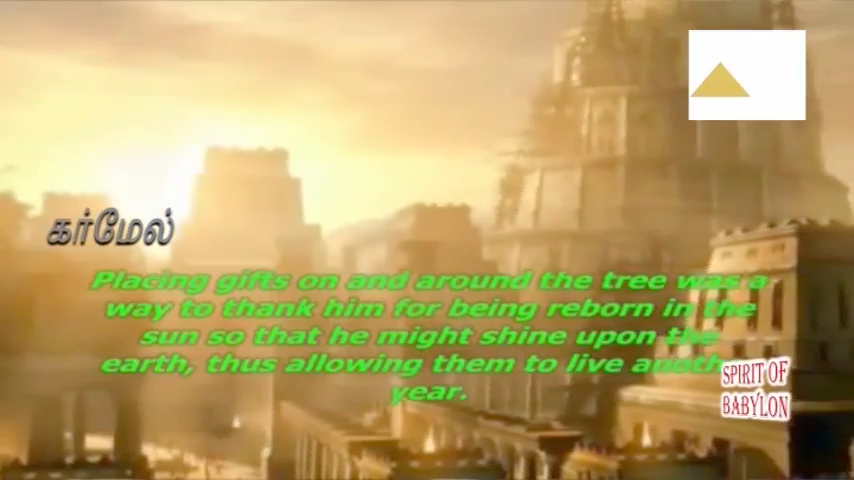 கர்மேல்
Placing gifts on and around the tree was a
way to thank him for being reborn in the
sun so that he might shine upon the
earth, thus allowing them to live another
year.
SPIRIT OF
BABYLON